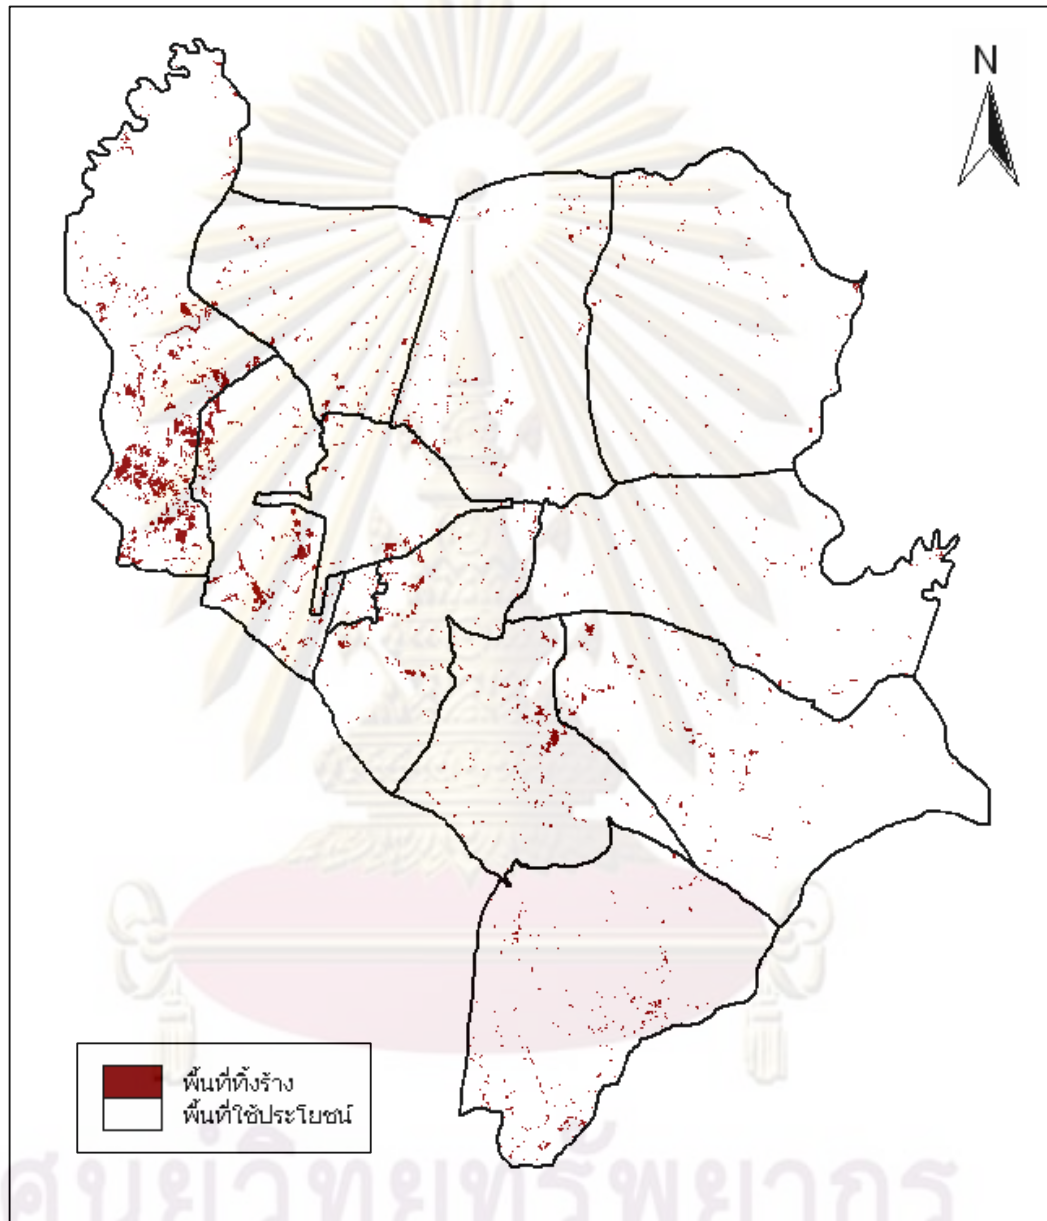 N
พื้นที่ทิ้งร้าง
พื้นที่ใช้ประโยชน์
ศูนย์วิทยทรัพยากร